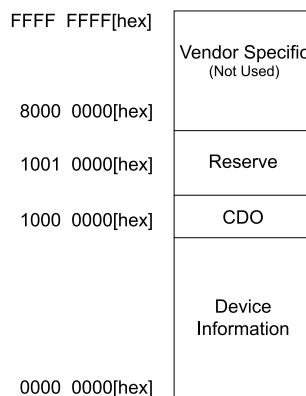 FFFF FFFF[hex]
Vendor Specific
(Not Used)
8000 0000[hex]
1001 0000[hex]
Reserve
1000 0000[hex]
CDO
Device
Information
0000 0000[hex]